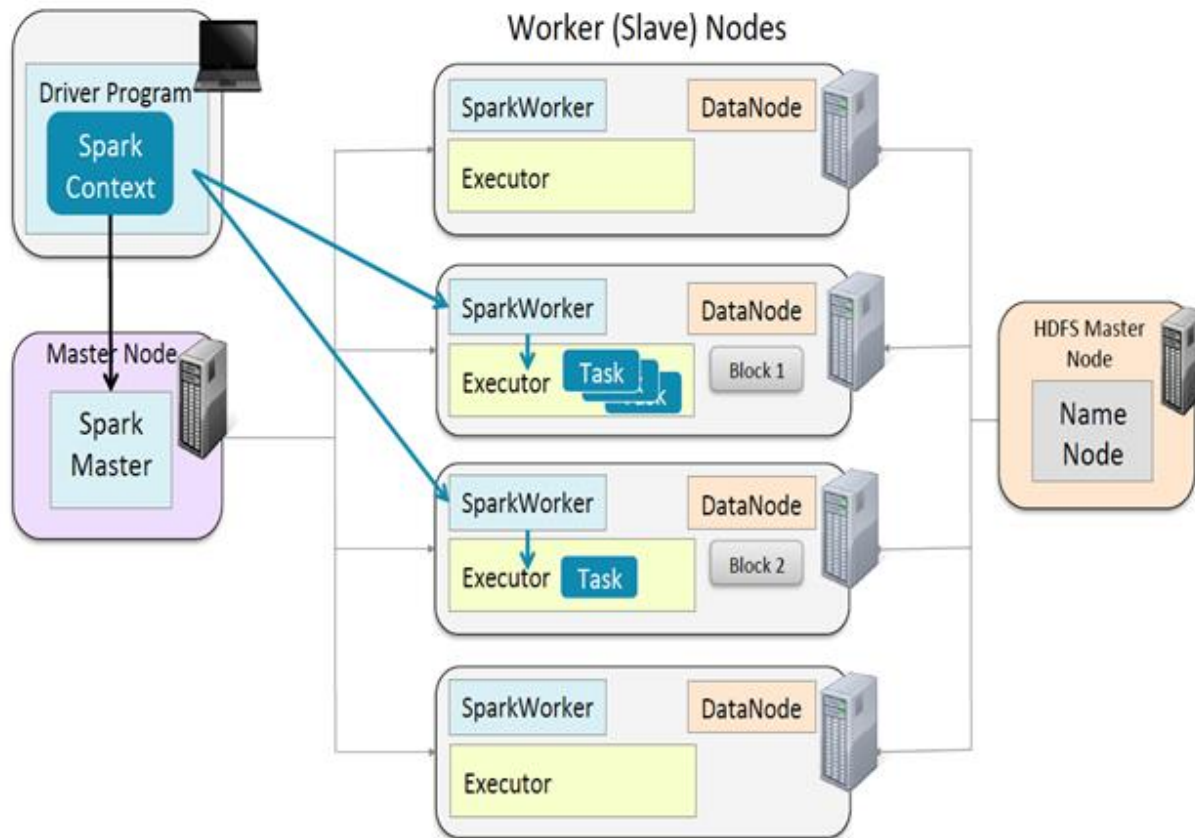 Worker (Slave) Nodes
Driver Program
Spark
Context
Master Node
Spark
Master
SparkWorker
DataNode
Executor
SparkWorker
DataNode
Executor
Task
Task
Block 1
SparkWorker
DataNode
Executor
Task
Block 2
SparkWorker
DataNode
Executor
HDFS Master
Node
Name
Node